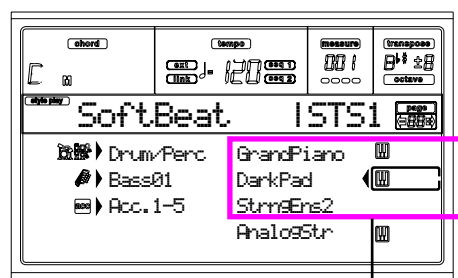 chord tempo measure transpose
C M ext link ♩= 120 seq 1 seq 2 001 B♭♯ ±8
octave
style play SoftBeat |STS1 page
Drum/Perc GrandPiano M
Bass01 DarkPad M
acc Acc.1-5 StrngEns2
AnalogStr M